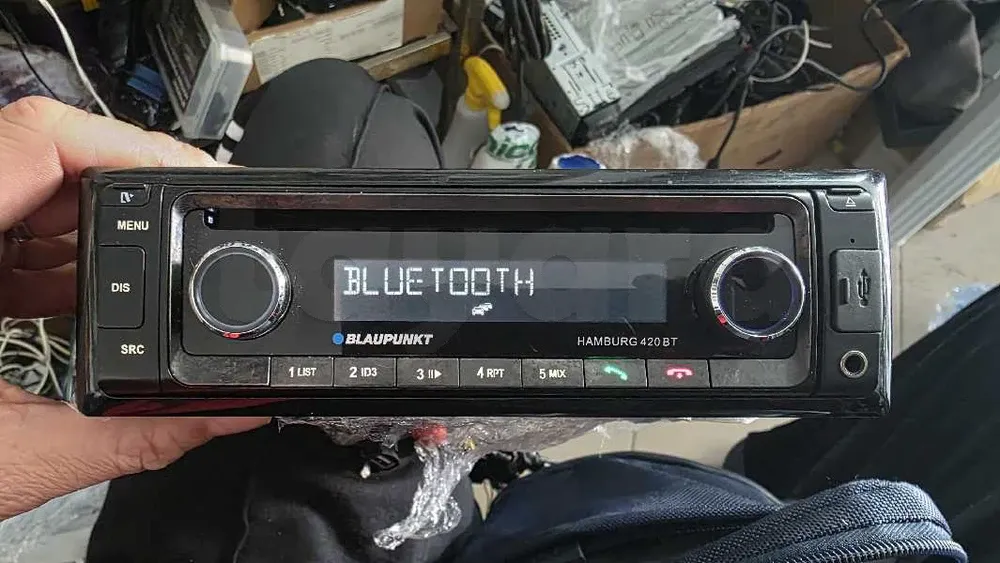 MENU
BLUETOOTH
DIS
BLAUPUNKT
HAMBURG 420 BT
SRC
1 LIST
2 ID3
3
4 RPT
5 MIX